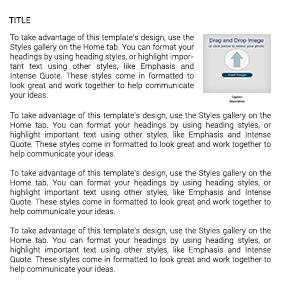 TITLE
To take advantage of this template's design, use the
Styles gallery on the Home tab. You can format your
headings by using heading styles, or highlight impor-
tant text using other styles, like Emphasis and
Intense Quote. These styles come in formatted to
look great and work together to help communicate
your ideas.
Drag and Drop Image
or click below to select your photo
Insert Image
Caption
Description
To take advantage of this template's design, use the Styles gallery on the
Home tab. You can format your headings by using heading styles, or
highlight important text using other styles, like Emphasis and Intense
Quote. These styles come in formatted to look great and work together to
help communicate your ideas.
To take advantage of this template's design, use the Styles gallery on the
Home tab. You can format your headings by using heading styles, or
highlight important text using other styles, like Emphasis and Intense
Quote. These styles come in formatted to look great and work together to
help communicate your ideas.
To take advantage of this template's design, use the Styles gallery on the
Home tab. You can format your headings by using heading styles, or
highlight important text using other styles, like Emphasis and Intense
Quote. These styles come in formatted to look great and work together to
help communicate your ideas.